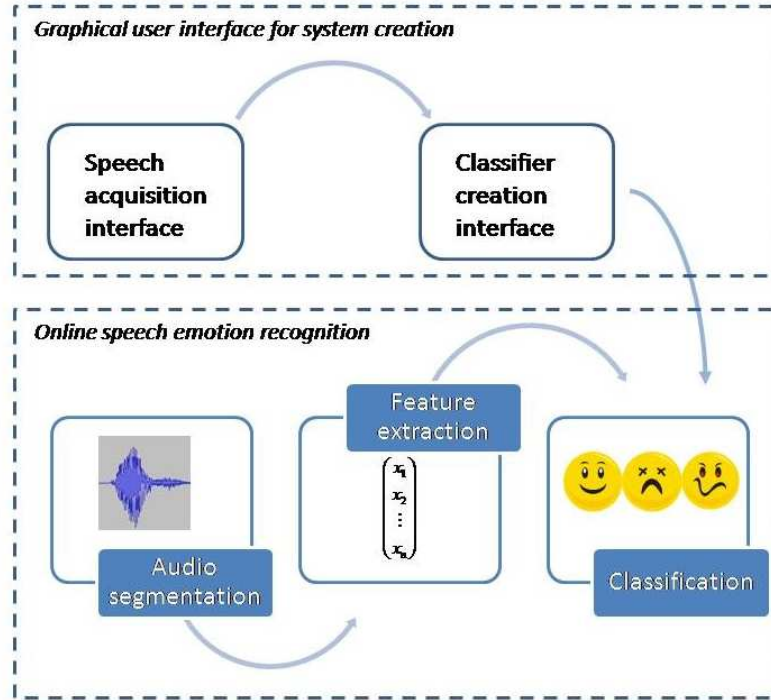 Graphical user interface for system creation
Speech
acquisition
interface
Classifier
creation
interface
Online speech emotion recognition
Feature
extraction
x₁
x₂
⋮
xₙ
Audio
segmentation
Classification